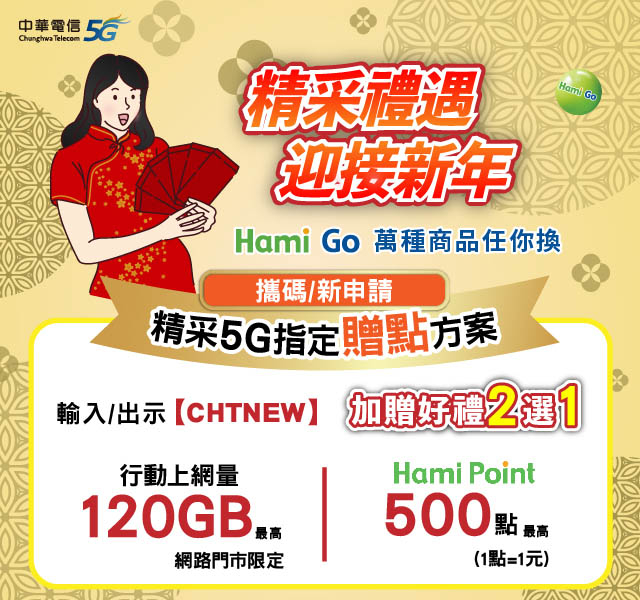 中華電信 5G
Chunghwa Telecom
Hami Go
精采禮遇
迎接新年
Hami Go 萬種商品任你換
攜碼/新申請
精采5G指定贈點方案
輸入/出示【CHTNEW】 加贈好禮2選1
行動上網量
120GB最高
網路門市限定
Hami Point
500點最高
(1點=1元)